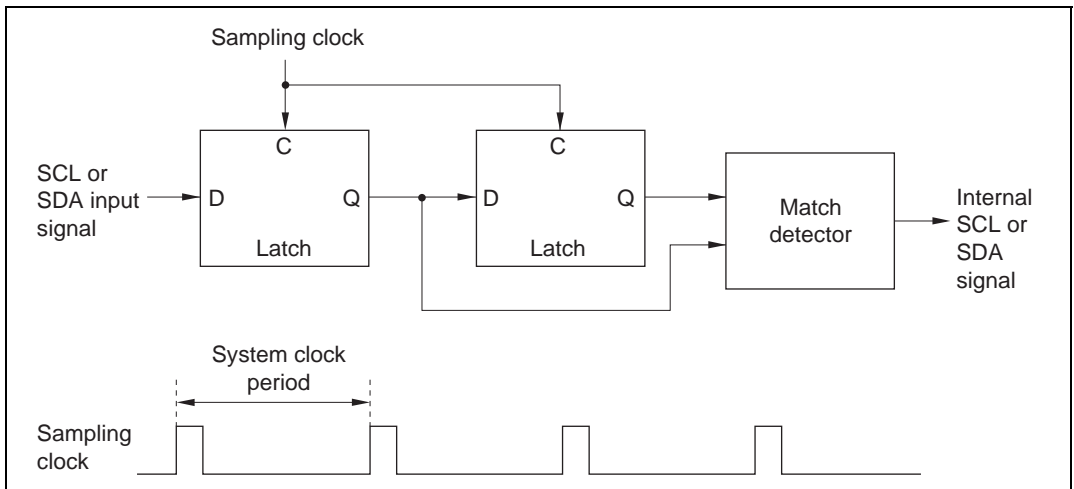 Sampling clock
C
C
SCL or
SDA input
signal
D
Q
D
Q
Latch
Latch
Match
detector
Internal
SCL or
SDA
signal
System clock
period
Sampling
clock